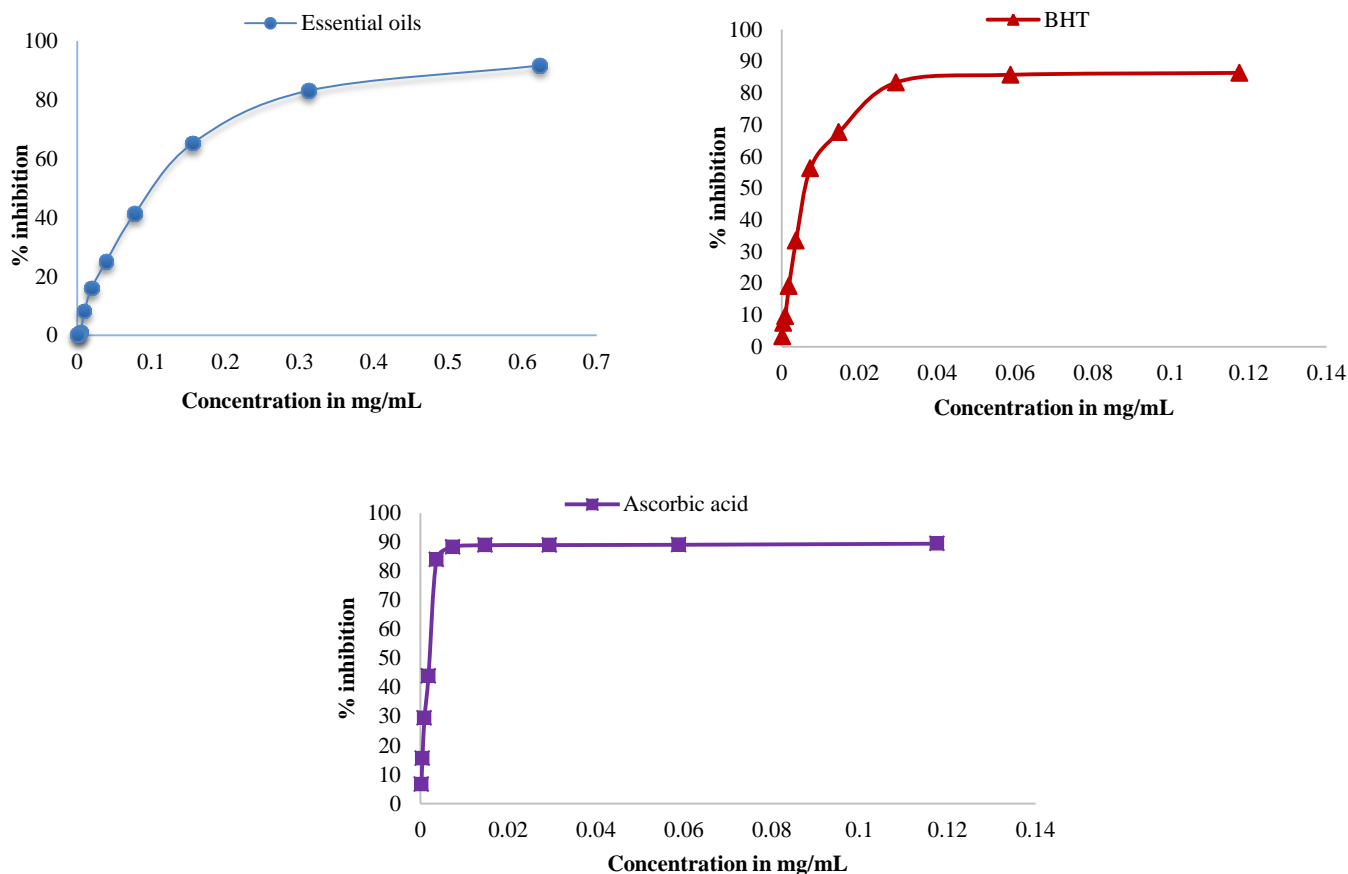 Essential oils
100
80
60
40
20
0
% inhibition
0 0.1 0.2 0.3 0.4 0.5 0.6 0.7
Concentration in mg/mL
BHT
100
90
80
70
60
50
40
30
20
10
0
% inhibition
0 0.02 0.04 0.06 0.08 0.1 0.12 0.14
Concentration in mg/mL
Ascorbic acid
100
90
80
70
60
50
40
30
20
10
0
% inhibition
0 0.02 0.04 0.06 0.08 0.1 0.12 0.14
Concentration in mg/mL